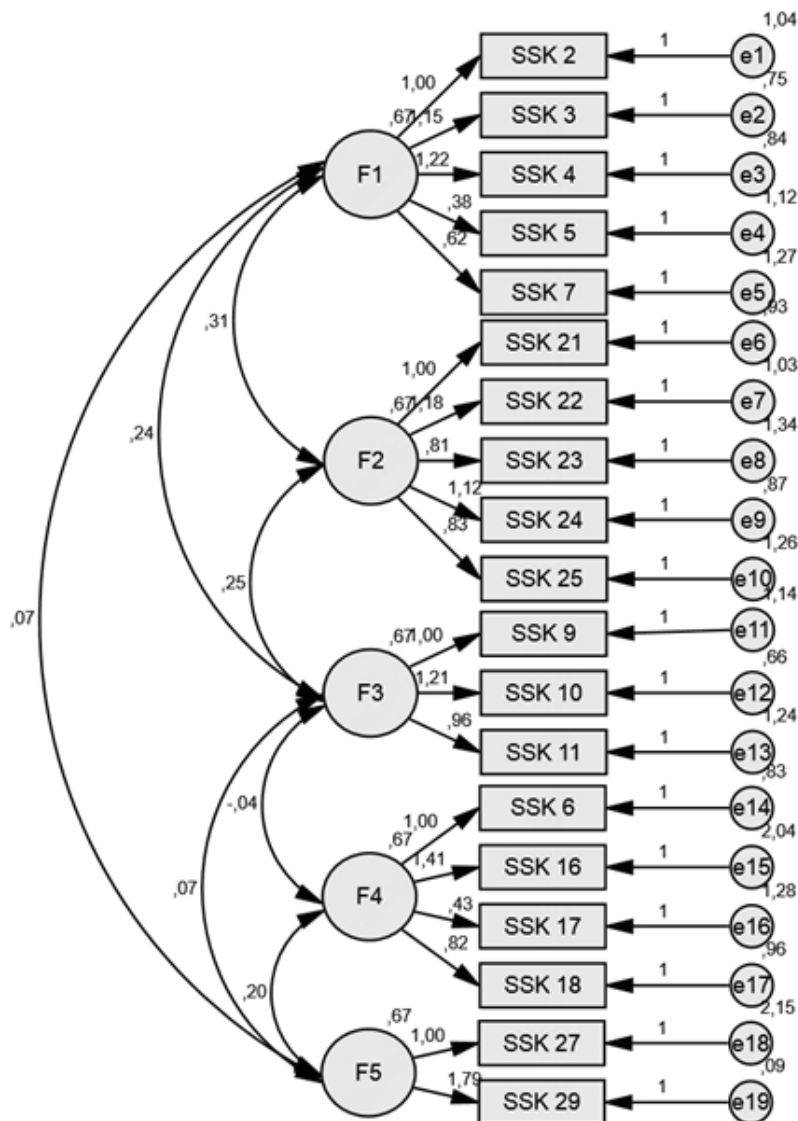 1,04
SSK 2
1
e1
1,00
,75
,67
1,15
SSK 3
1
e2
,84
F1
1,22
SSK 4
1
e3
1,12
,38
SSK 5
1
e4
,62
1,27
SSK 7
1
e5
,93
,31
SSK 21
1
e6
1,00
1,03
,67
1,18
SSK 22
1
e7
,24
1,34
F2
,81
SSK 23
1
e8
,87
1,12
SSK 24
1
e9
,83
1,26
SSK 25
1
e10
,25
1,14
,07
,67
1,00
SSK 9
1
e11
,66
F3
1,21
SSK 10
1
e12
1,24
,96
SSK 11
1
e13
,83
-,04
SSK 6
1
e14
1,00
2,04
,67
1,41
SSK 16
1
e15
1,28
,07
F4
,43
SSK 17
1
e16
,96
,82
SSK 18
1
e17
2,15
,20
,67
1,00
SSK 27
1
e18
,09
F5
1,79
SSK 29
1
e19